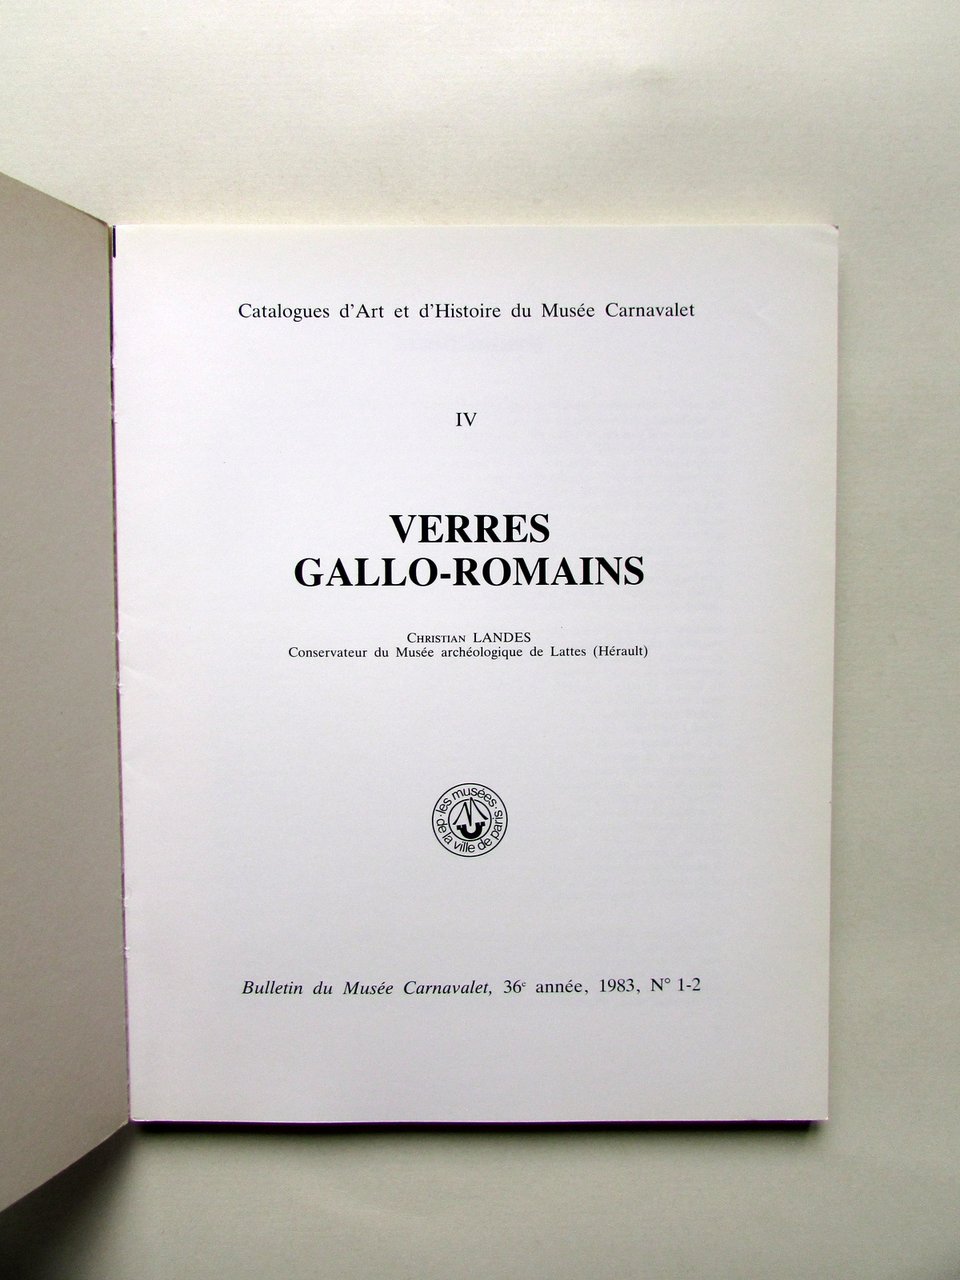 Catalogues d'Art et d'Histoire du Musée Carnavalet
IV
VERRES
GALLO-ROMAINS
CHRISTIAN LANDES
Conservateur du Musée archéologique de Lattes (Hérault)
· les musées ·
de la ville de paris
Bulletin du Musée Carnavalet, 36e année, 1983, N° 1-2